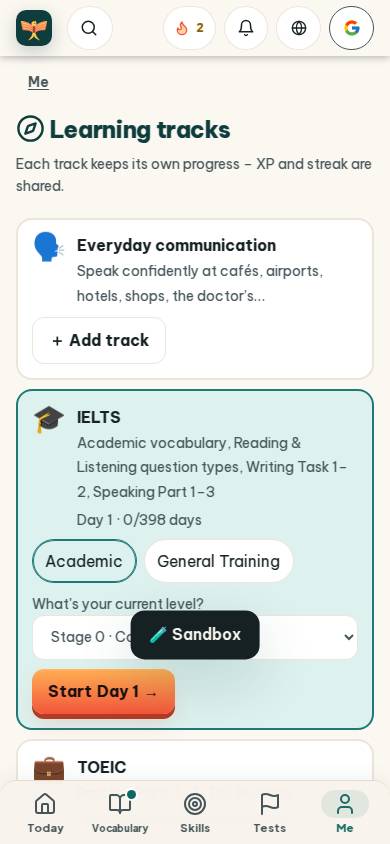 2
Me
Learning tracks
Each track keeps its own progress – XP and streak are
shared.
Everyday communication
Speak confidently at cafés, airports,
hotels, shops, the doctor's…
+ Add track
IELTS
Academic vocabulary, Reading &
Listening question types, Writing Task 1–
2, Speaking Part 1–3
Day 1 · 0/398 days
Academic
General Training
What's your current level?
Stage 0 ·
Sandbox
Start Day 1 →
TOEIC
Today
Vocabulary
Skills
Tests
Me